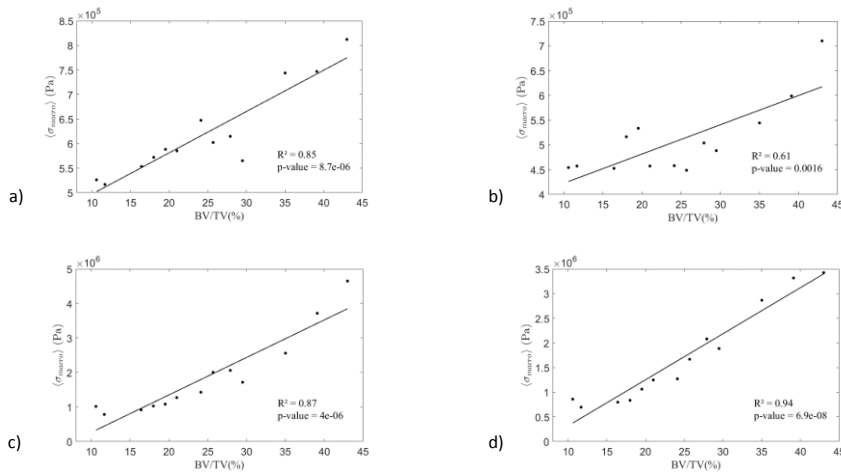 ×10⁵
8.5
8
7.5
7
6.5
6
5.5
5
⟨σmacro⟩ (Pa)
R² = 0.85
p-value = 8.7e-06
10 15 20 25 30 35 40 45
BV/TV(%)
a)
×10⁵
7.5
7
6.5
6
5.5
5
4.5
4
⟨σmacro⟩ (Pa)
R² = 0.61
p-value = 0.0016
10 15 20 25 30 35 40 45
BV/TV(%)
b)
×10⁶
5
4
3
2
1
0
⟨σmacro⟩ (Pa)
R² = 0.87
p-value = 4e-06
10 15 20 25 30 35 40 45
BV/TV(%)
c)
×10⁶
3.5
3
2.5
2
1.5
1
0.5
0
⟨σmacro⟩ (Pa)
R² = 0.94
p-value = 6.9e-08
10 15 20 25 30 35 40 45
BV/TV(%)
d)